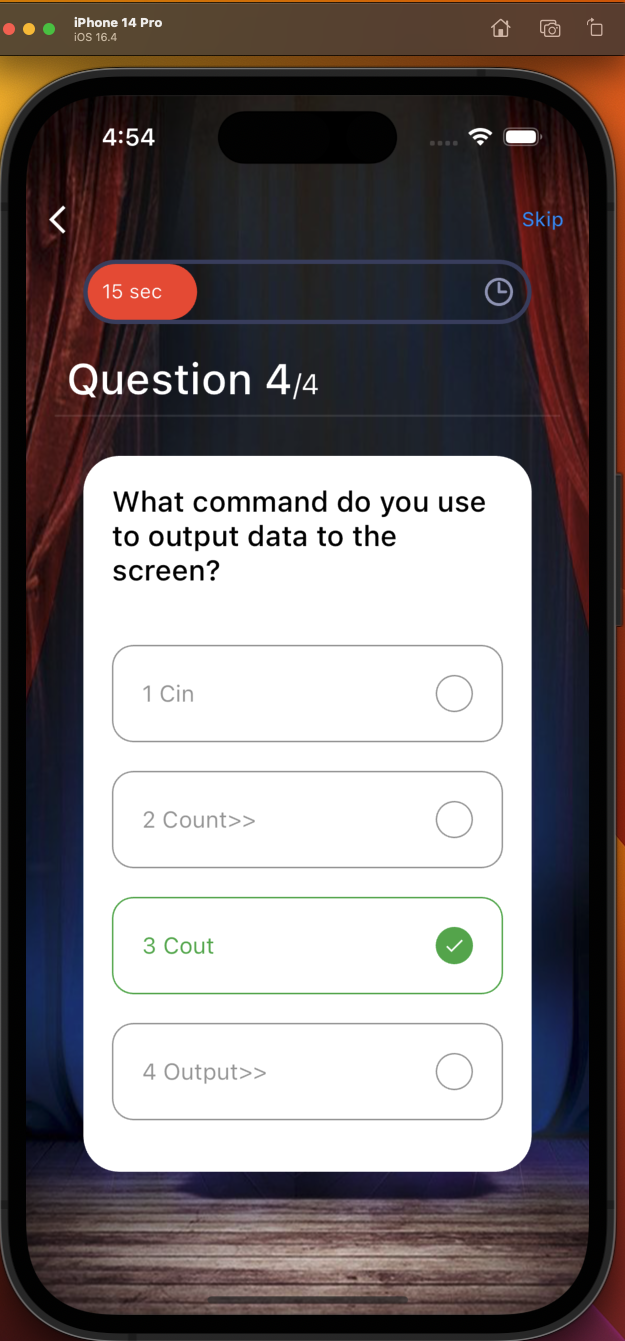 iPhone 14 Pro
iOS 16.4
4:54
Skip
15 sec
Question 4/4
What command do you use
to output data to the
screen?
1 Cin
2 Count>>
3 Cout
4 Output>>